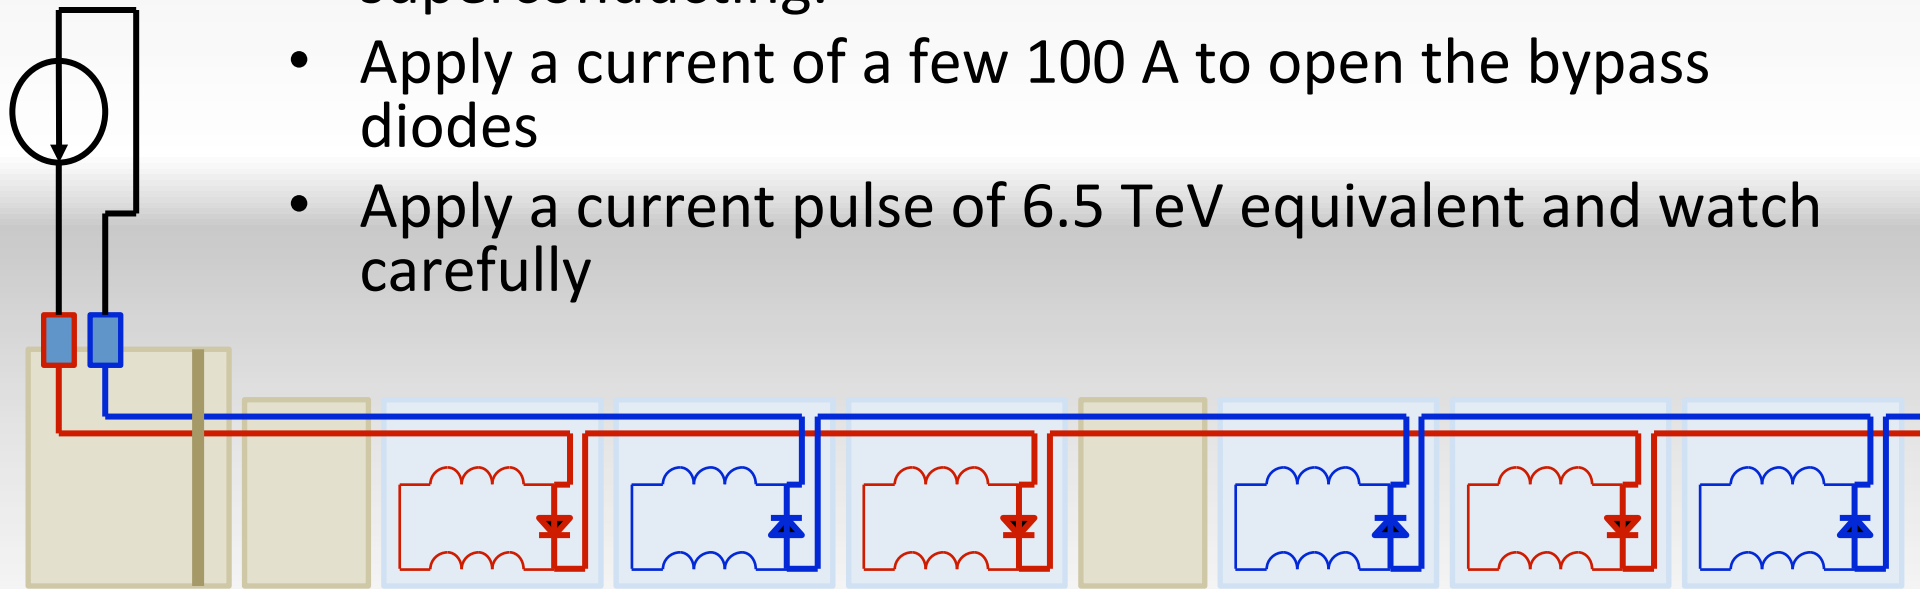 superconducting.
• Apply a current of a few 100 A to open the bypass
diodes
• Apply a current pulse of 6.5 TeV equivalent and watch
carefully